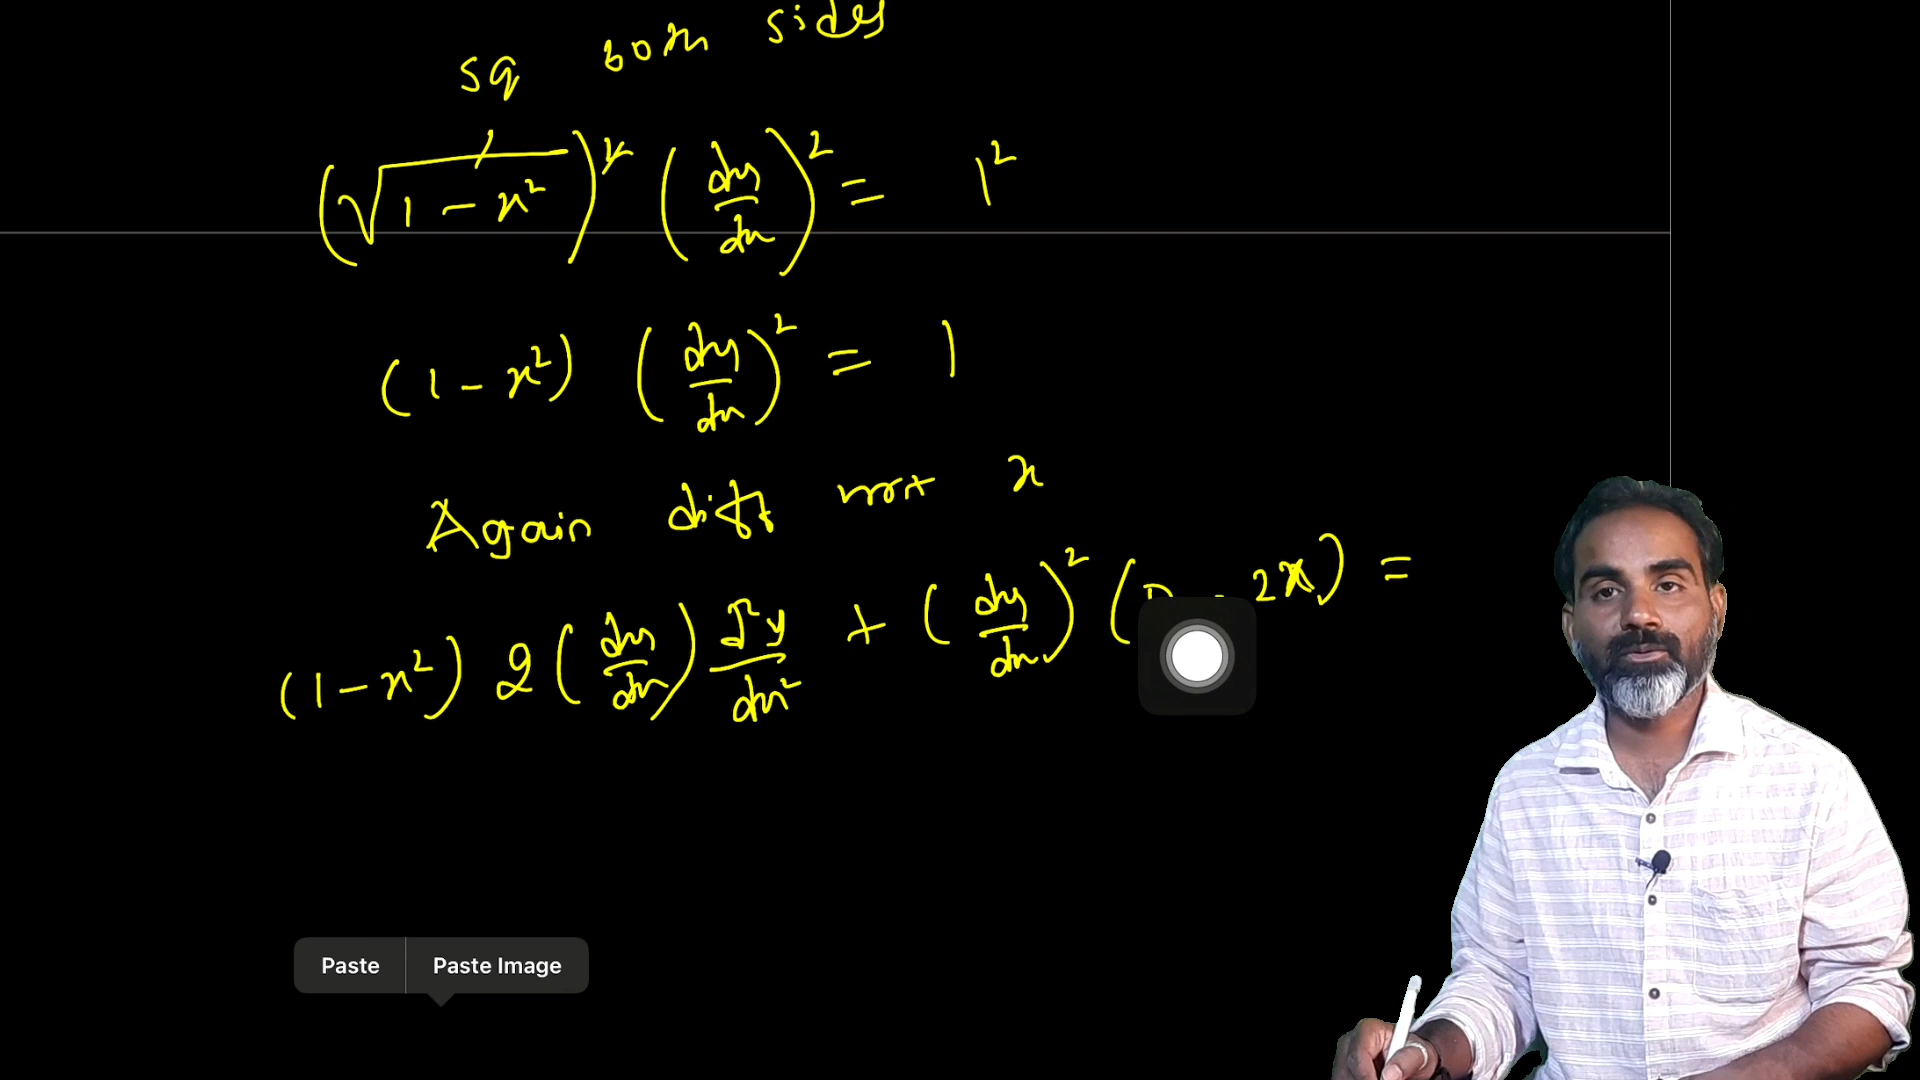 sq both sides
(√(1 - x²))² (dy/dx)² = 1²
(1 - x²) (dy/dx)² = 1
Again diff wrt x
(1 - x²) 2 (dy/dx) d²y/dx² + (dy/dx)² (0 - 2x) =
Paste Paste Image